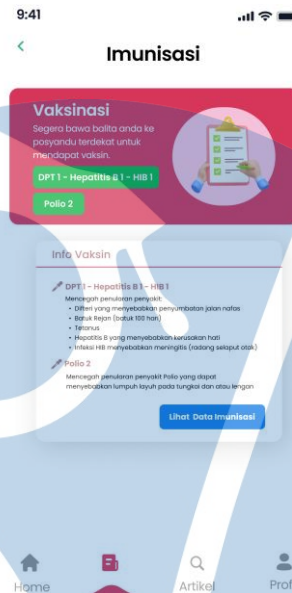 9:41
Imunisasi
Vaksinasi
Segera bawa balita anda ke
posyandu terdekat untuk
mendapat vaksin.
DPT 1 - Hepatitis B 1 - HIB 1
Polio 2
Info Vaksin
DPT 1 - Hepatitis B 1 - HIB 1
Mencegah penularan penyakit:
• Difteri yang menyebabkan penyumbatan jalan nafas
• Batuk Rejan (batuk 100 hari)
• Tetanus
• Hepatitis B yang menyebabkan kerusakan hati
• Infeksi HIB menyebabkan meningitis (radang selaput otak)
Polio 2
Mencegah penularan penyakit Polio yang dapat
menyebabkan lumpuh layuh pada tungkai dan atau lengan
Lihat Data Imunisasi
Home
Artikel
Prof